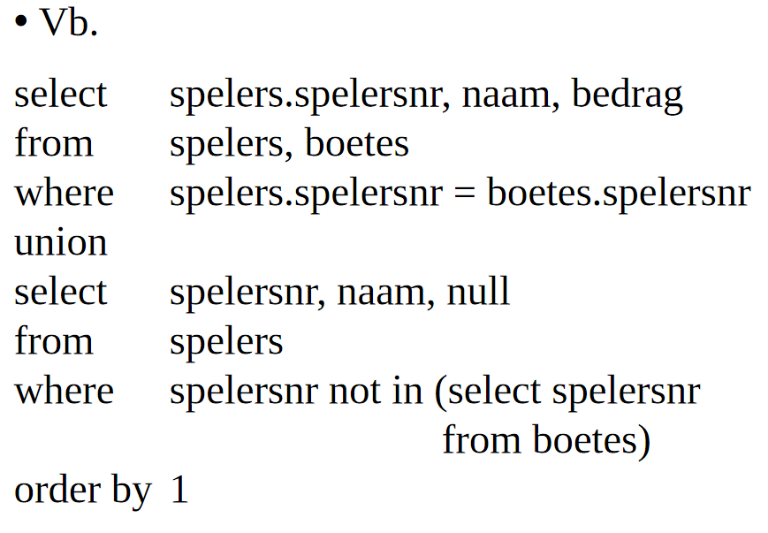 • Vb.
select spelers.spelersnr, naam, bedrag
from spelers, boetes
where spelers.spelersnr = boetes.spelersnr
union
select spelersnr, naam, null
from spelers
where spelersnr not in (select spelersnr
from boetes)
order by 1